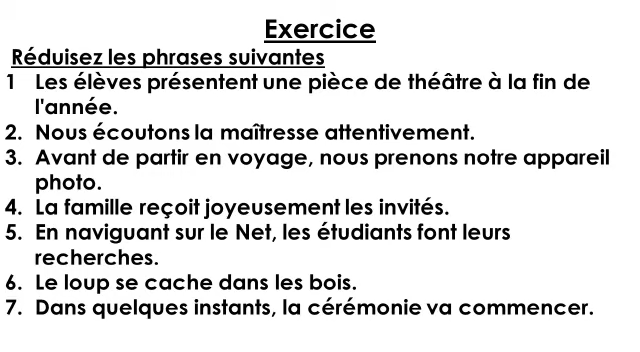 Exercice
Réduisez les phrases suivantes
1 Les élèves présentent une pièce de théâtre à la fin de
l'année.
2. Nous écoutons la maîtresse attentivement.
3. Avant de partir en voyage, nous prenons notre appareil
photo.
4. La famille reçoit joyeusement les invités.
5. En naviguant sur le Net, les étudiants font leurs
recherches.
6. Le loup se cache dans les bois.
7. Dans quelques instants, la cérémonie va commencer.